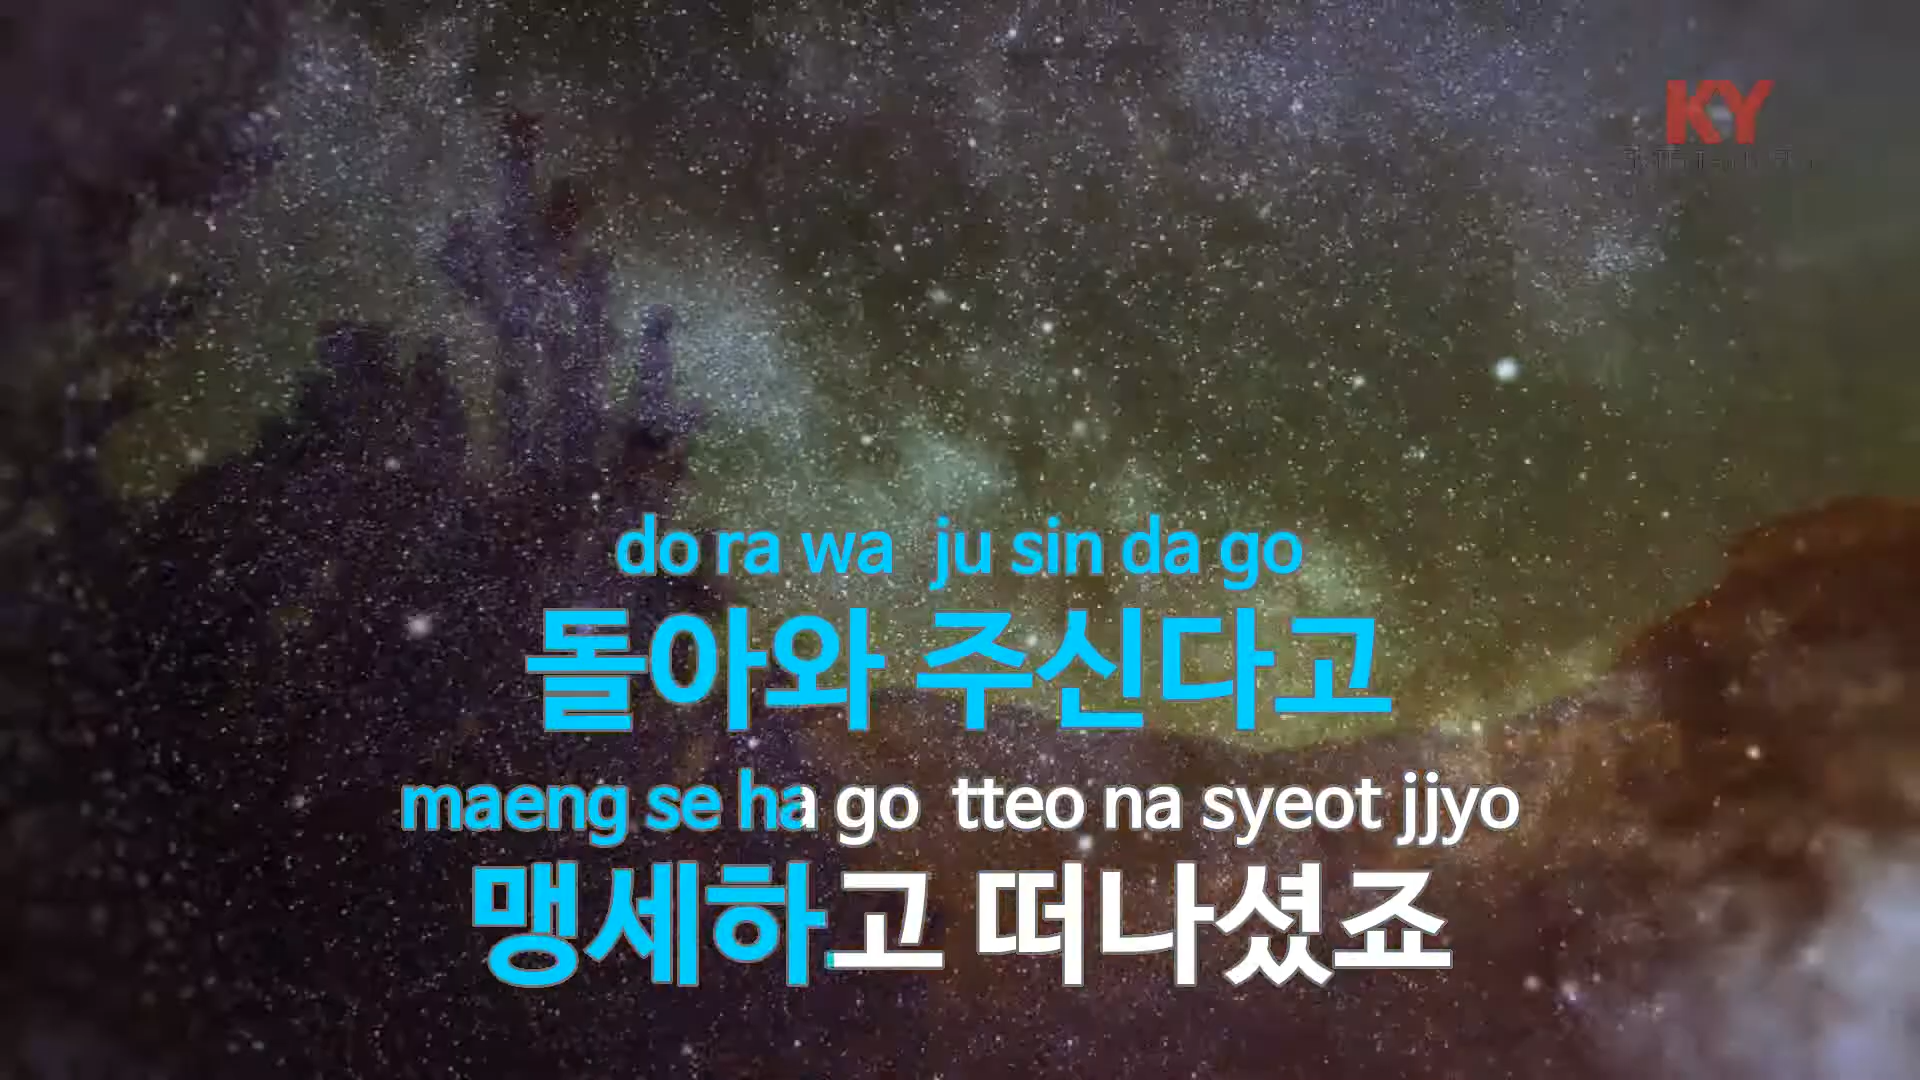 KY
do ra wa ju sin da go
돌아와 주신다고
maeng se ha go tteo na syeot jjyo
맹세하고 떠나셨죠